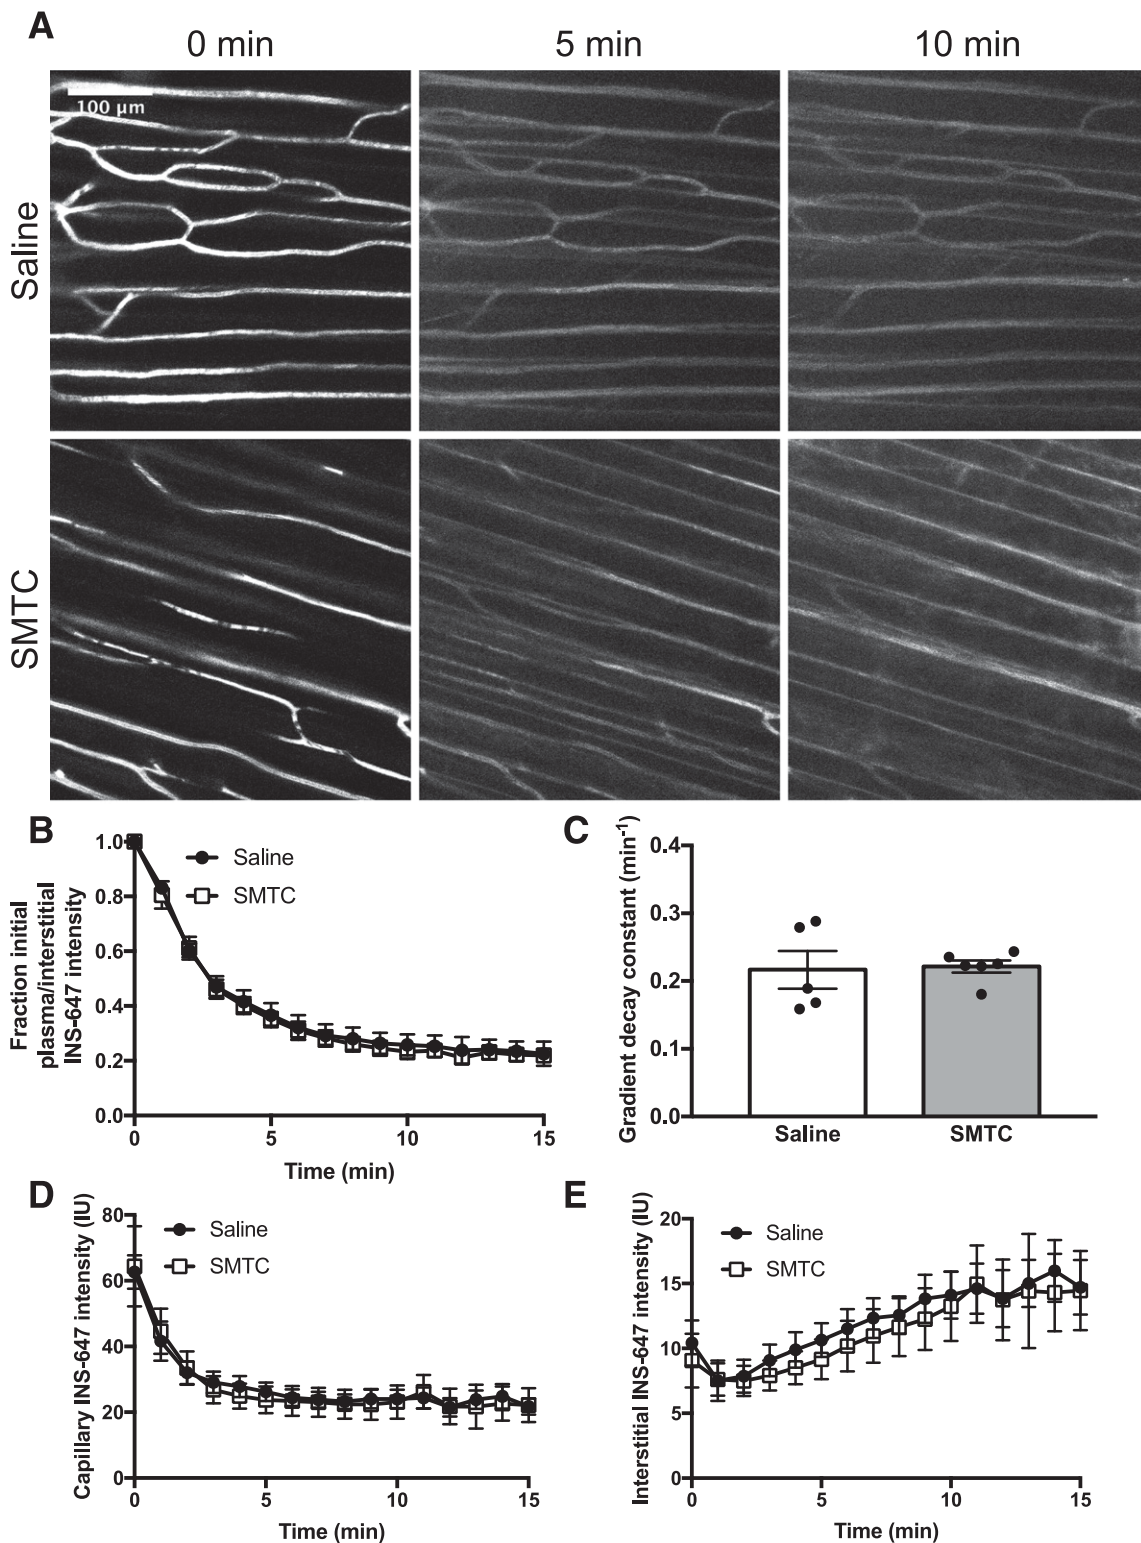 A
0 min 5 min 10 min
100 µm
Saline
SMTC
B
Fraction initial
plasma/interstitial
INS-647 intensity
1.0
0.8
0.6
0.4
0.2
0.0
Saline
SMTC
0 5 10 15
Time (min)
C
Gradient decay constant (min-1)
0.4
0.3
0.2
0.1
0.0
Saline SMTC
D
Capillary INS-647 intensity (IU)
80
60
40
20
0
Saline
SMTC
0 5 10 15
Time (min)
E
Interstitial INS-647 intensity (IU)
20
15
10
5
0
Saline
SMTC
0 5 10 15
Time (min)